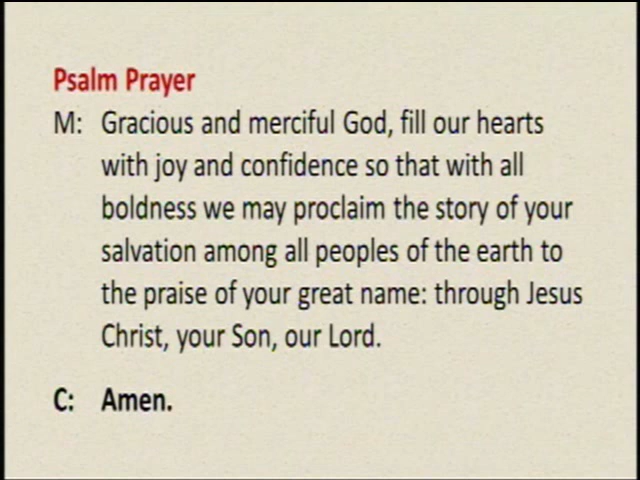 Psalm Prayer
M: Gracious and merciful God, fill our hearts
with joy and confidence so that with all
boldness we may proclaim the story of your
salvation among all peoples of the earth to
the praise of your great name: through Jesus
Christ, your Son, our Lord.
C: Amen.